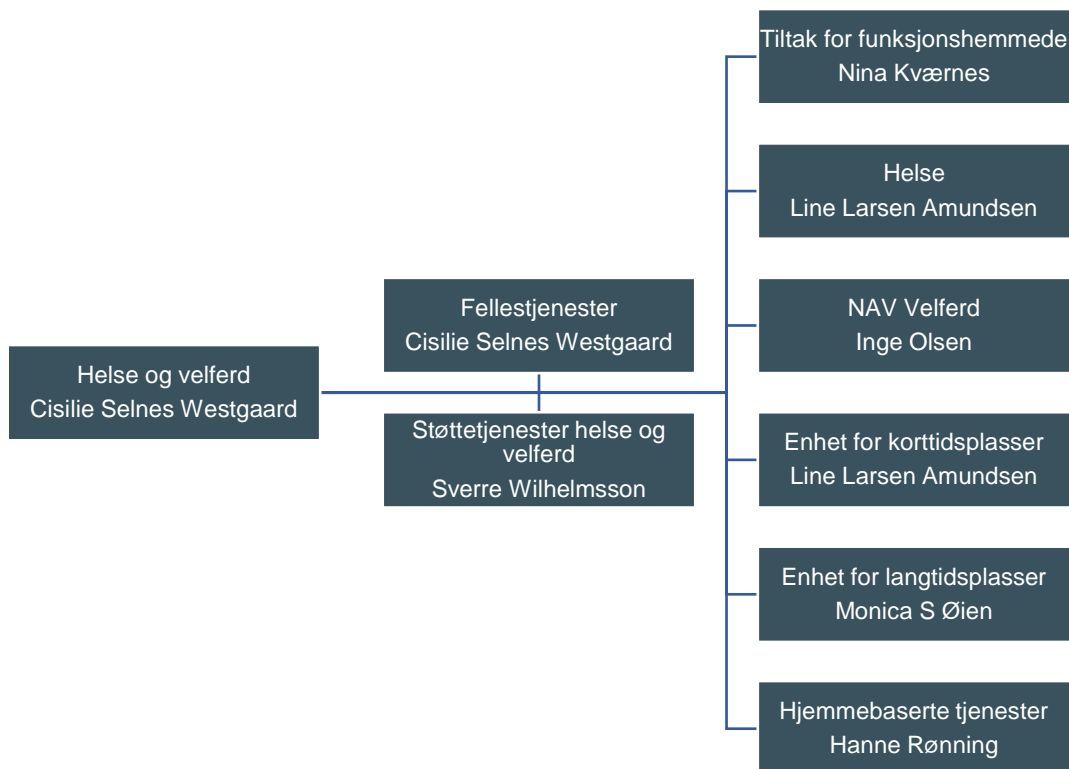 Helse og velferd
Cisilie Selnes Westgaard
Fellestjenester
Cisilie Selnes Westgaard
Støttetjenester helse og
velferd
Sverre Wilhelmsson
Tiltak for funksjonshemmede
Nina Kværnes
Helse
Line Larsen Amundsen
NAV Velferd
Inge Olsen
Enhet for korttidsplasser
Line Larsen Amundsen
Enhet for langtidsplasser
Monica S Øien
Hjemmebaserte tjenester
Hanne Rønning